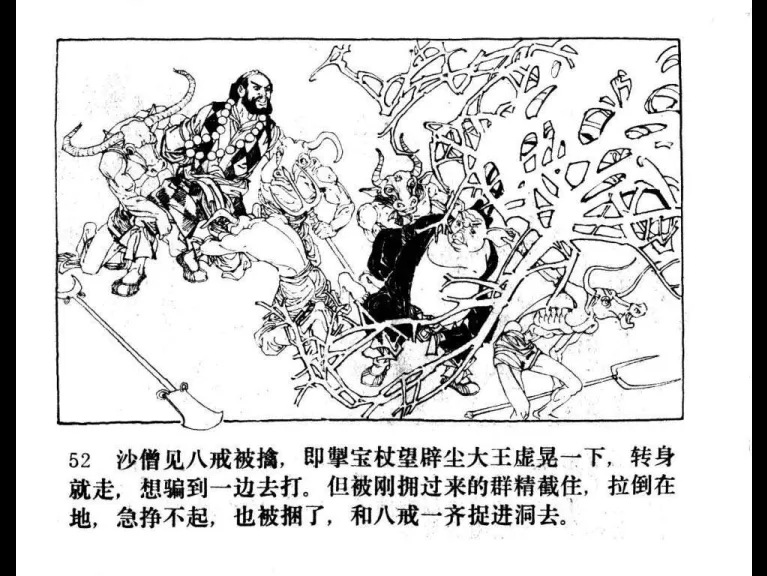 52 沙僧见八戒被擒，即掣宝杖望辟尘大王虚晃一下，转身
就走，想骗到一边去打。但被刚拥过来的群精截住，拉倒在
地，急挣不起，也被捆了，和八戒一齐捉进洞去。